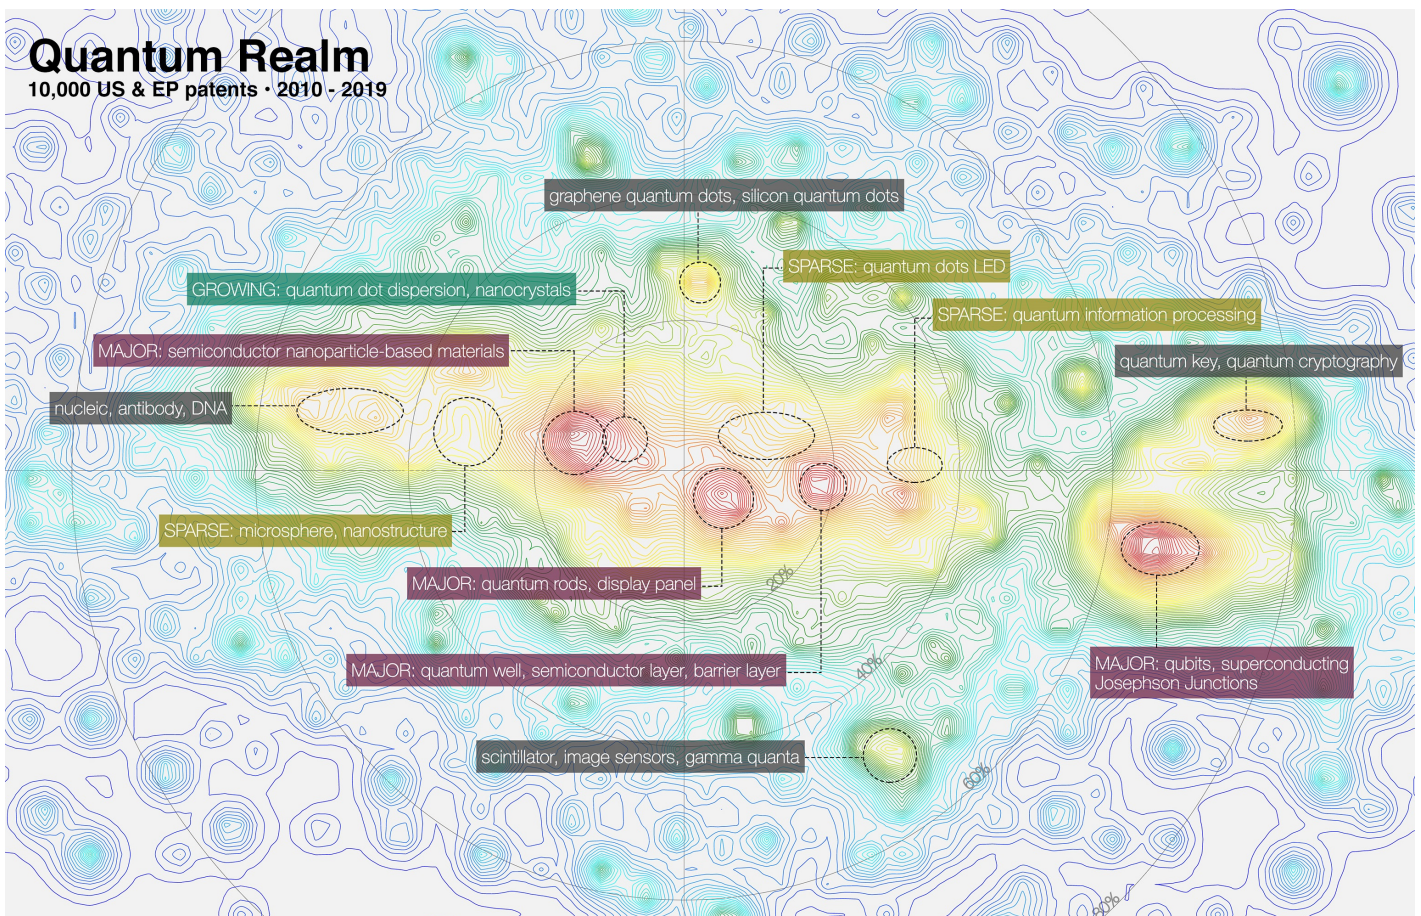 Quantum Realm
10,000 US & EP patents • 2010 - 2019
graphene quantum dots, silicon quantum dots
SPARSE: quantum dots LED
GROWING: quantum dot dispersion, nanocrystals
SPARSE: quantum information processing
MAJOR: semiconductor nanoparticle-based materials
quantum key, quantum cryptography
nucleic, antibody, DNA
SPARSE: microsphere, nanostructure
MAJOR: quantum rods, display panel
20%
MAJOR: quantum well, semiconductor layer, barrier layer
40%
MAJOR: qubits, superconducting
Josephson Junctions
scintillator, image sensors, gamma quanta
60%
80%